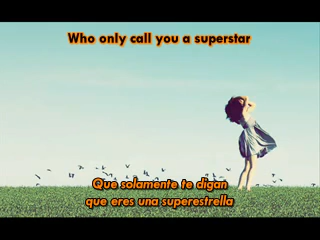 Who only call you a superstar
Que solamente te digan
que eres una superestrella